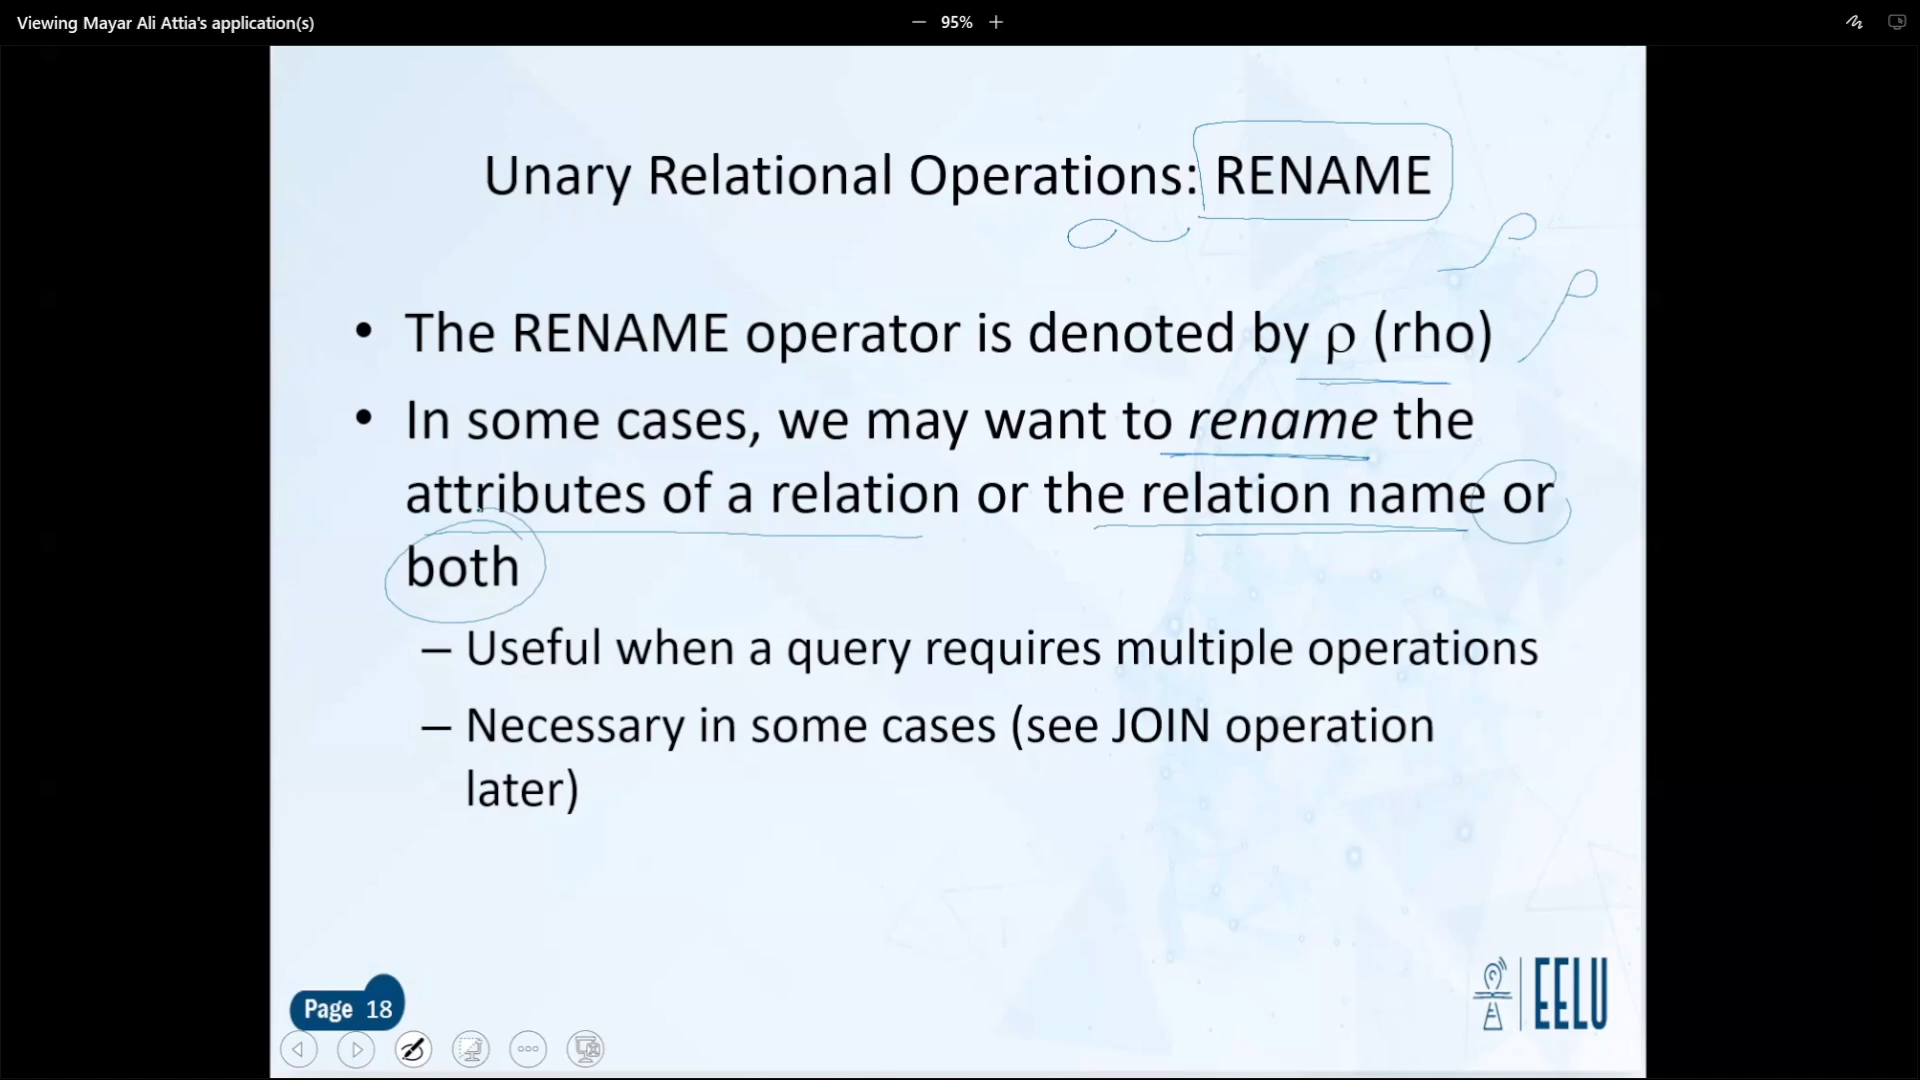 Viewing Mayar Ali Attia's application(s)
95%
Unary Relational Operations: RENAME
• The RENAME operator is denoted by ρ (rho)
• In some cases, we may want to rename the
attributes of a relation or the relation name or
both
– Useful when a query requires multiple operations
– Necessary in some cases (see JOIN operation
later)
Page 18
EELU